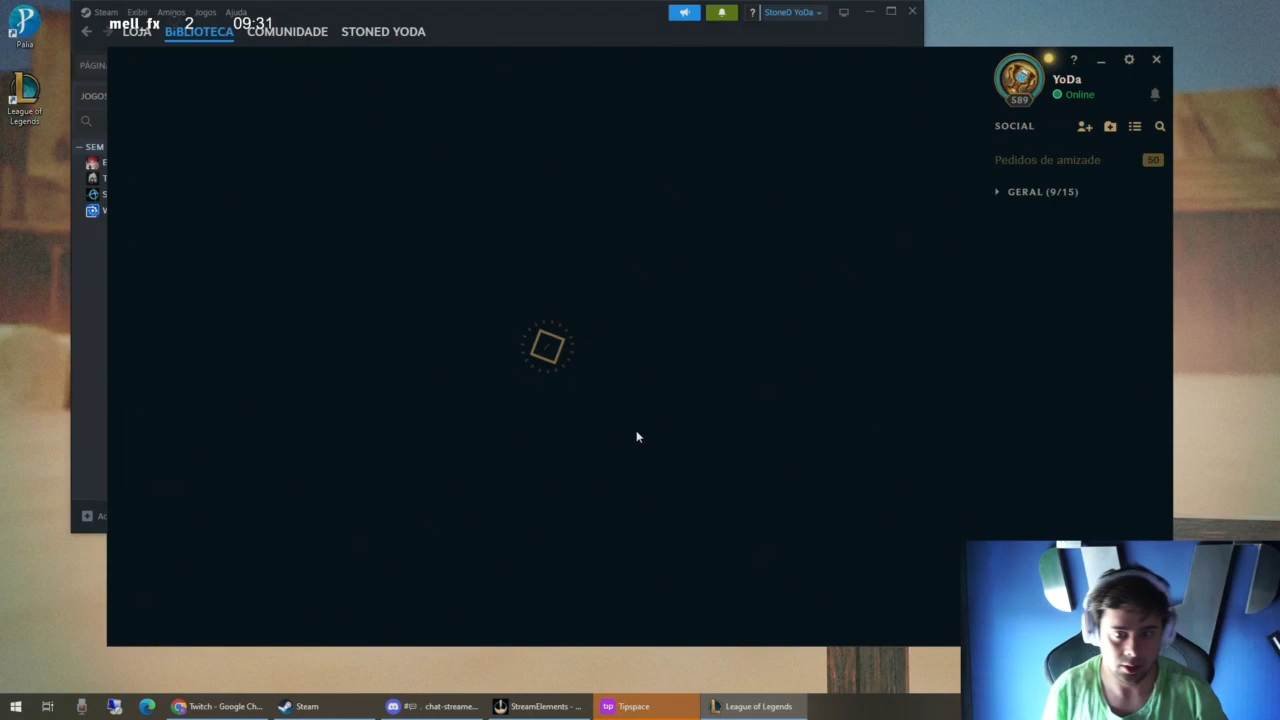 Palia
League of
Legends
Steam Exibir Amigos Jogos Ajuda
StoneD YoDa
mell_fx 2 09:31
LOJA BIBLIOTECA COMUNIDADE STONED YODA
PÁGIN
JOGOS
SEM
E
T
S
V
Ad
?
YoDa
Online
589
SOCIAL
Pedidos de amizade 50
GERAL (9/15)
Twitch - Google Ch...
Steam
chat-streame...
StreamElements - ...
tip Tipspace
League of Legends